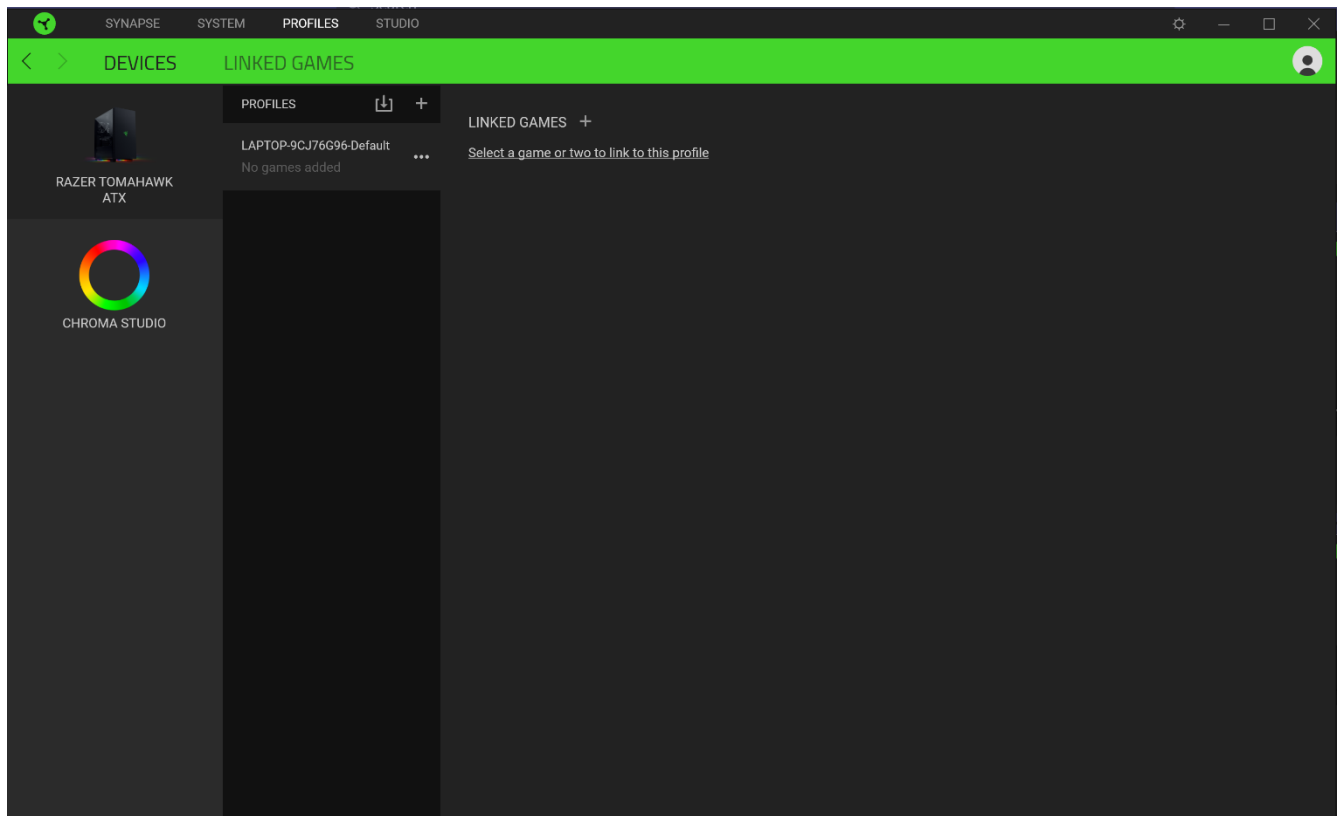 SYNAPSE SYSTEM PROFILES STUDIO
DEVICES LINKED GAMES
RAZER TOMAHAWK
ATX
CHROMA STUDIO
PROFILES
LAPTOP-9CJ76G96-Default
No games added
LINKED GAMES
Select a game or two to link to this profile